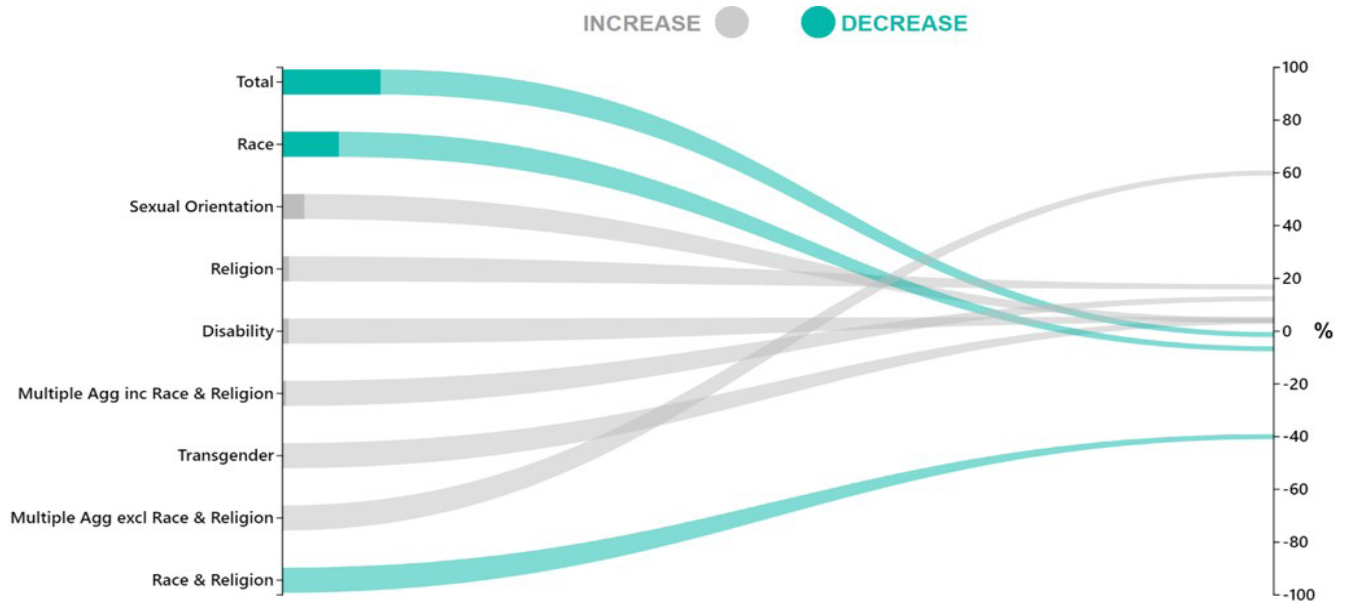 INCREASE DECREASE
Total
Race
Sexual Orientation
Religion
Disability
Multiple Agg inc Race & Religion
Transgender
Multiple Agg excl Race & Religion
Race & Religion
100
80
60
40
20
0
-20
-40
-60
-80
-100
%